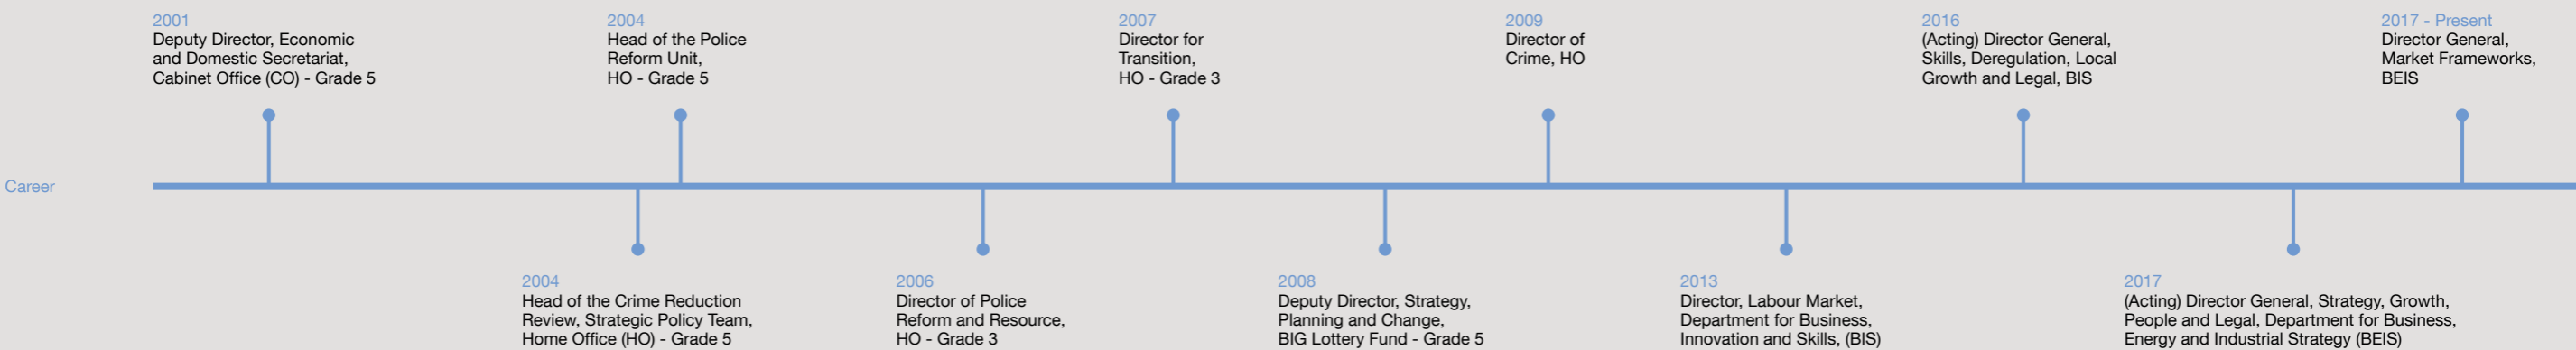 2001
Deputy Director, Economic
and Domestic Secretariat,
Cabinet Office (CO) - Grade 5
2004
Head of the Police
Reform Unit,
HO - Grade 5
2007
Director for
Transition,
HO - Grade 3
2009
Director of
Crime, HO
2016
(Acting) Director General,
Skills, Deregulation, Local
Growth and Legal, BIS
2017 - Present
Director General,
Market Frameworks,
BEIS
Career
2004
Head of the Crime Reduction
Review, Strategic Policy Team,
Home Office (HO) - Grade 5
2006
Director of Police
Reform and Resource,
HO - Grade 3
2008
Deputy Director, Strategy,
Planning and Change,
BIG Lottery Fund - Grade 5
2013
Director, Labour Market,
Department for Business,
Innovation and Skills, (BIS)
2017
(Acting) Director General, Strategy, Growth,
People and Legal, Department for Business,
Energy and Industrial Strategy (BEIS)